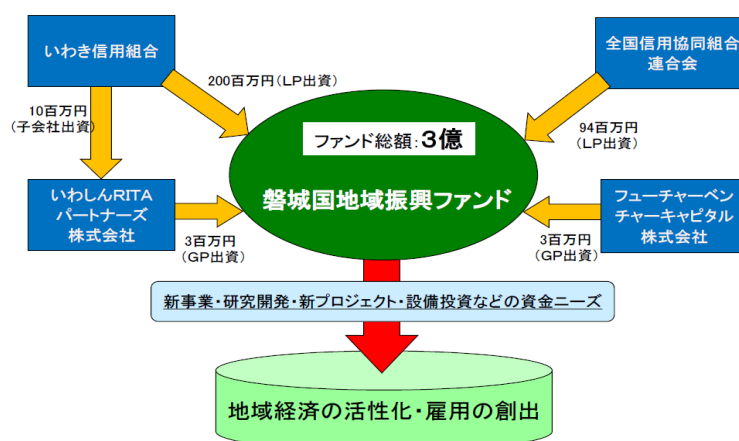 いわき信用組合
全国信用協同組合
連合会
200百万円(LP出資)
10百万円
(子会社出資)
94百万円
(LP出資)
ファンド総額:3億
磐城国地域振興ファンド
いわしんRITA
パートナーズ
株式会社
3百万円
(GP出資)
フューチャーベン
チャーキャピタル
株式会社
3百万円
(GP出資)
新事業・研究開発・新プロジェクト・設備投資などの資金ニーズ
地域経済の活性化・雇用の創出